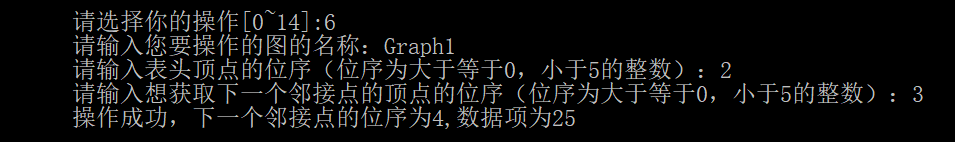 请选择你的操作[0~14]:6
请输入您要操作的图的名称：Graph1
请输入表头顶点的位序（位序为大于等于0，小于5的整数）：2
请输入想获取下一个邻接点的顶点的位序（位序为大于等于0，小于5的整数）：3
操作成功，下一个邻接点的位序为4,数据项为25